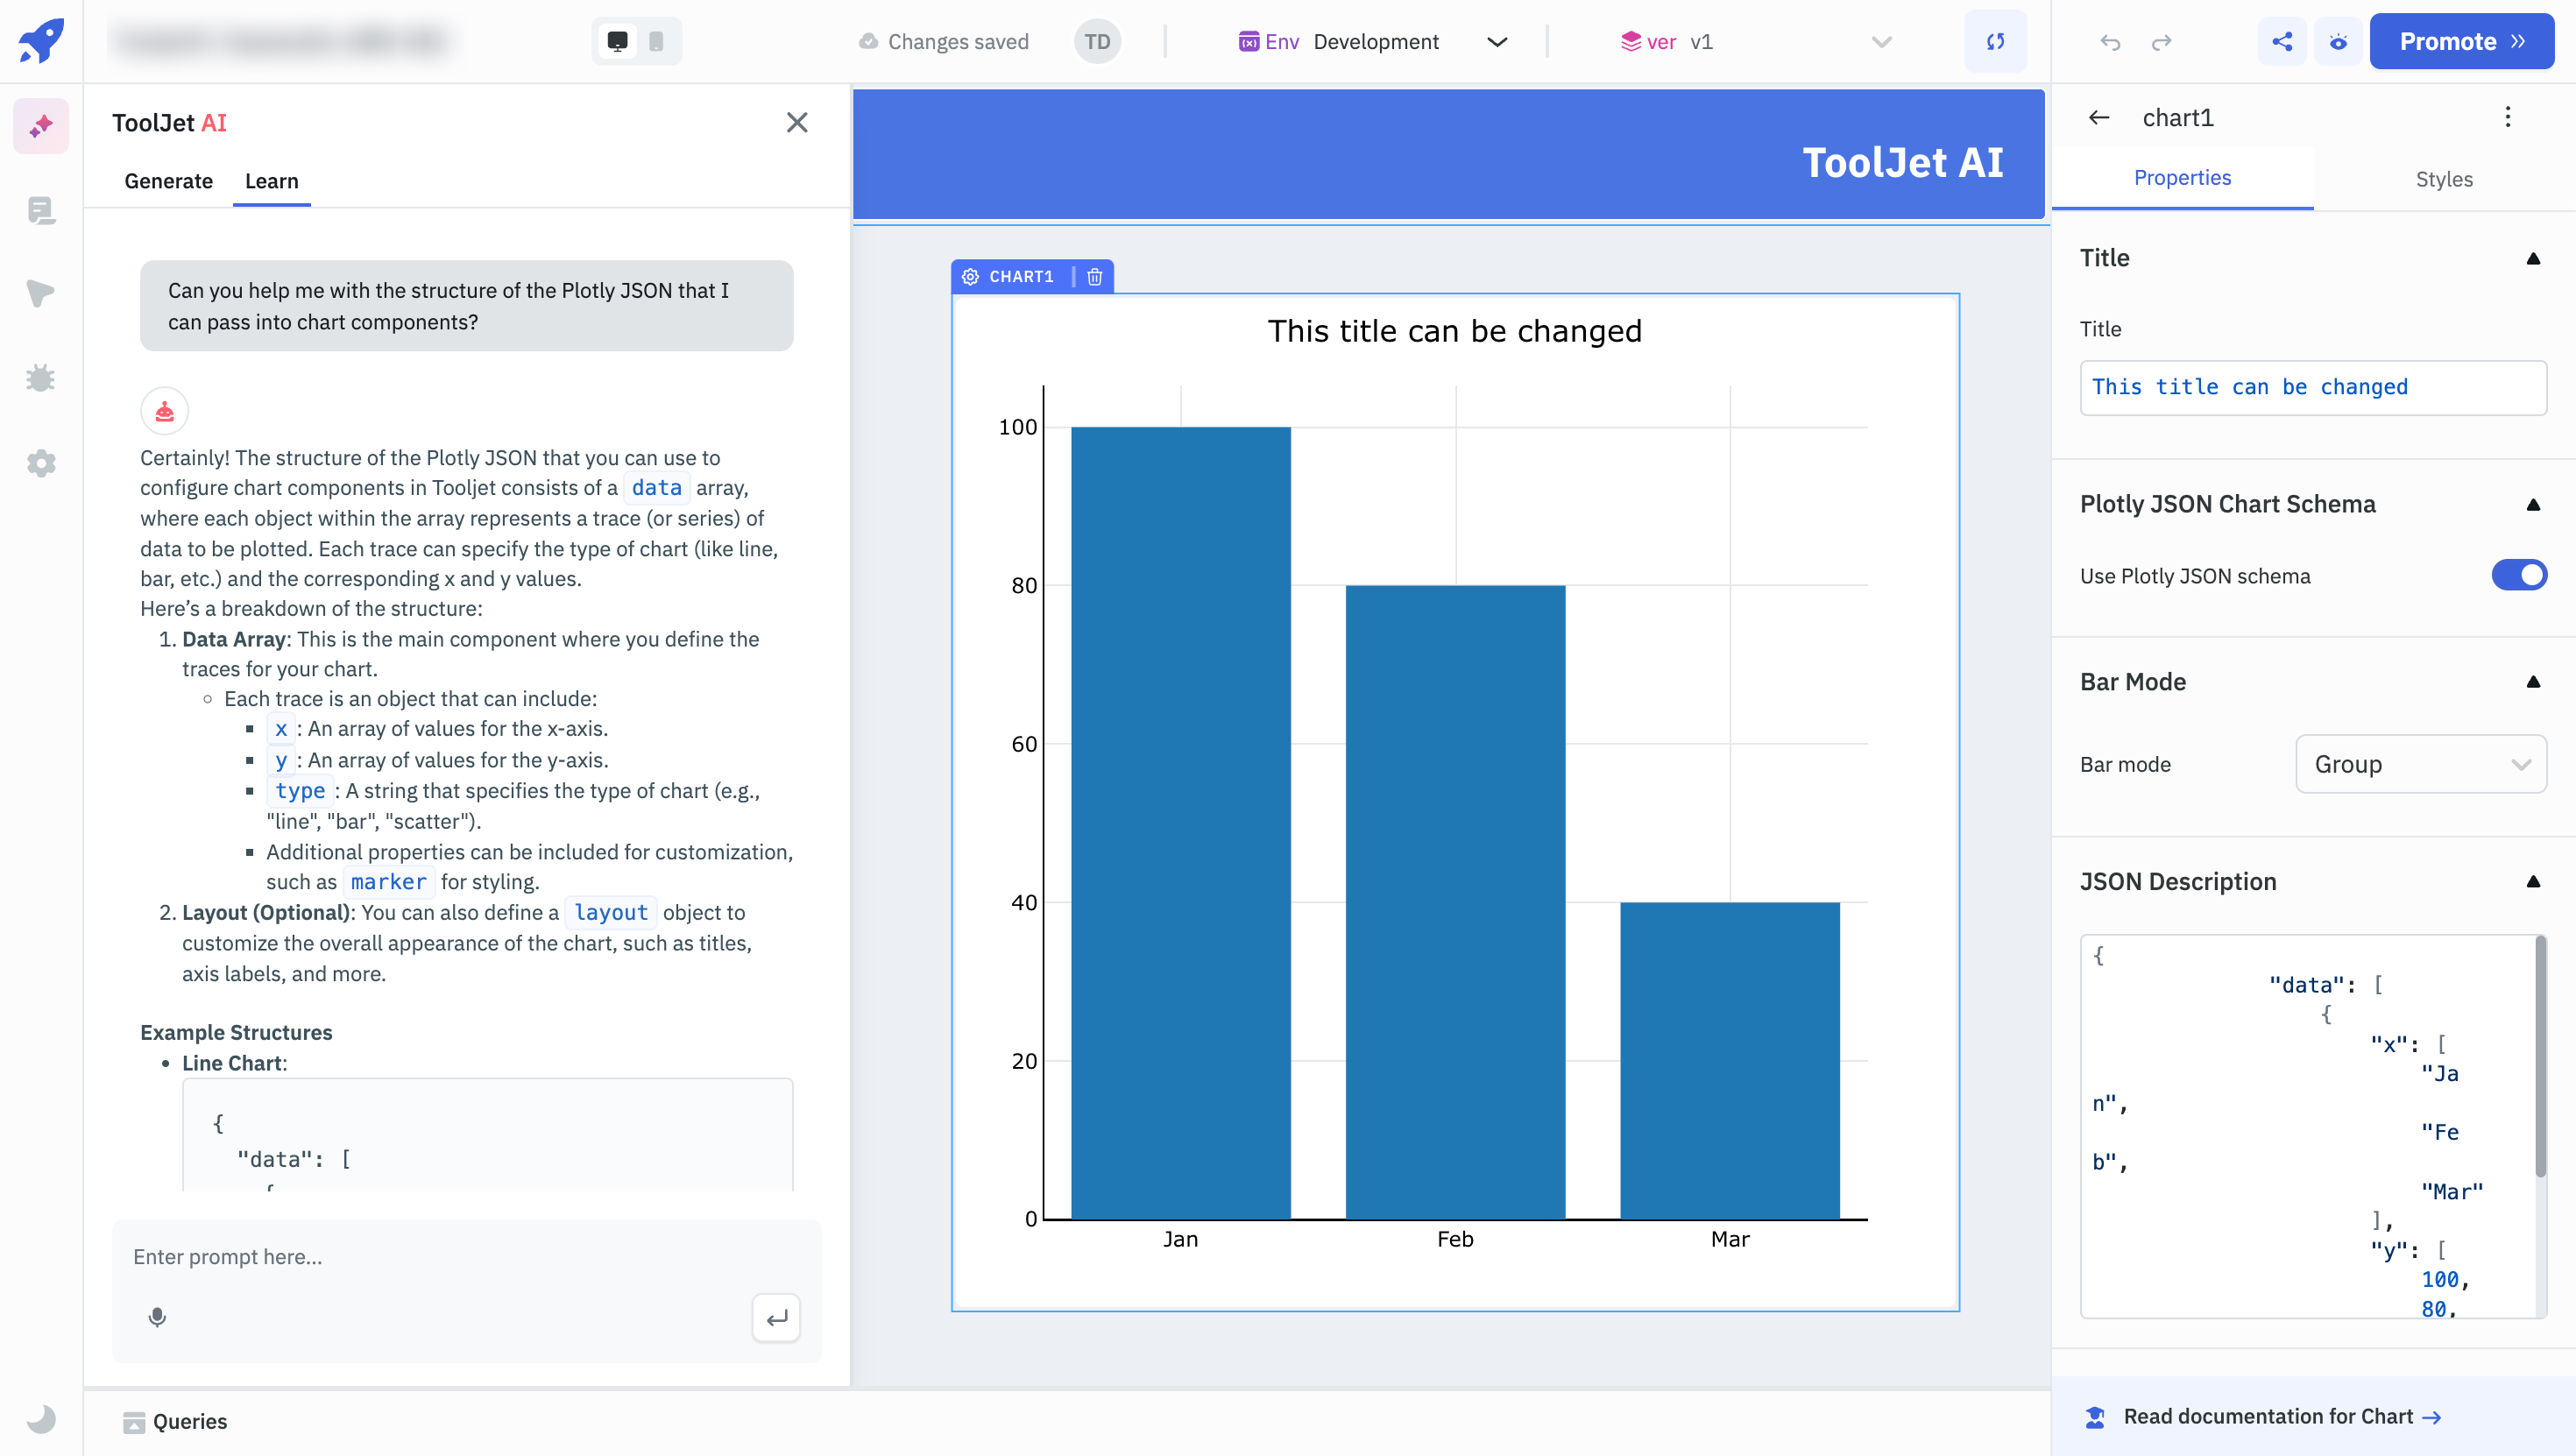 Changes saved
TD
Env Development
ver v1
Promote
ToolJet AI
Generate
Learn
Can you help me with the structure of the Plotly JSON that I
can pass into chart components?
Certainly! The structure of the Plotly JSON that you can use to
configure chart components in Tooljet consists of a data array,
where each object within the array represents a trace (or series) of
data to be plotted. Each trace can specify the type of chart (like line,
bar, etc.) and the corresponding x and y values.
Here’s a breakdown of the structure:
1. Data Array: This is the main component where you define the
traces for your chart.
Each trace is an object that can include:
x : An array of values for the x-axis.
y : An array of values for the y-axis.
type : A string that specifies the type of chart (e.g.,
"line", "bar", "scatter").
Additional properties can be included for customization,
such as marker for styling.
2. Layout (Optional): You can also define a layout object to
customize the overall appearance of the chart, such as titles,
axis labels, and more.
Example Structures
Line Chart:
{
"data": [
{
Enter prompt here...
Queries
ToolJet AI
CHART1
This title can be changed
100
80
60
40
20
0
Jan
Feb
Mar
chart1
Properties
Styles
Title
Title
This title can be changed
Plotly JSON Chart Schema
Use Plotly JSON schema
Bar Mode
Bar mode
Group
JSON Description
{
"data": [
{
"x": [
"Ja
n",
"Fe
b",
"Mar"
],
"y": [
100,
80,
Read documentation for Chart →